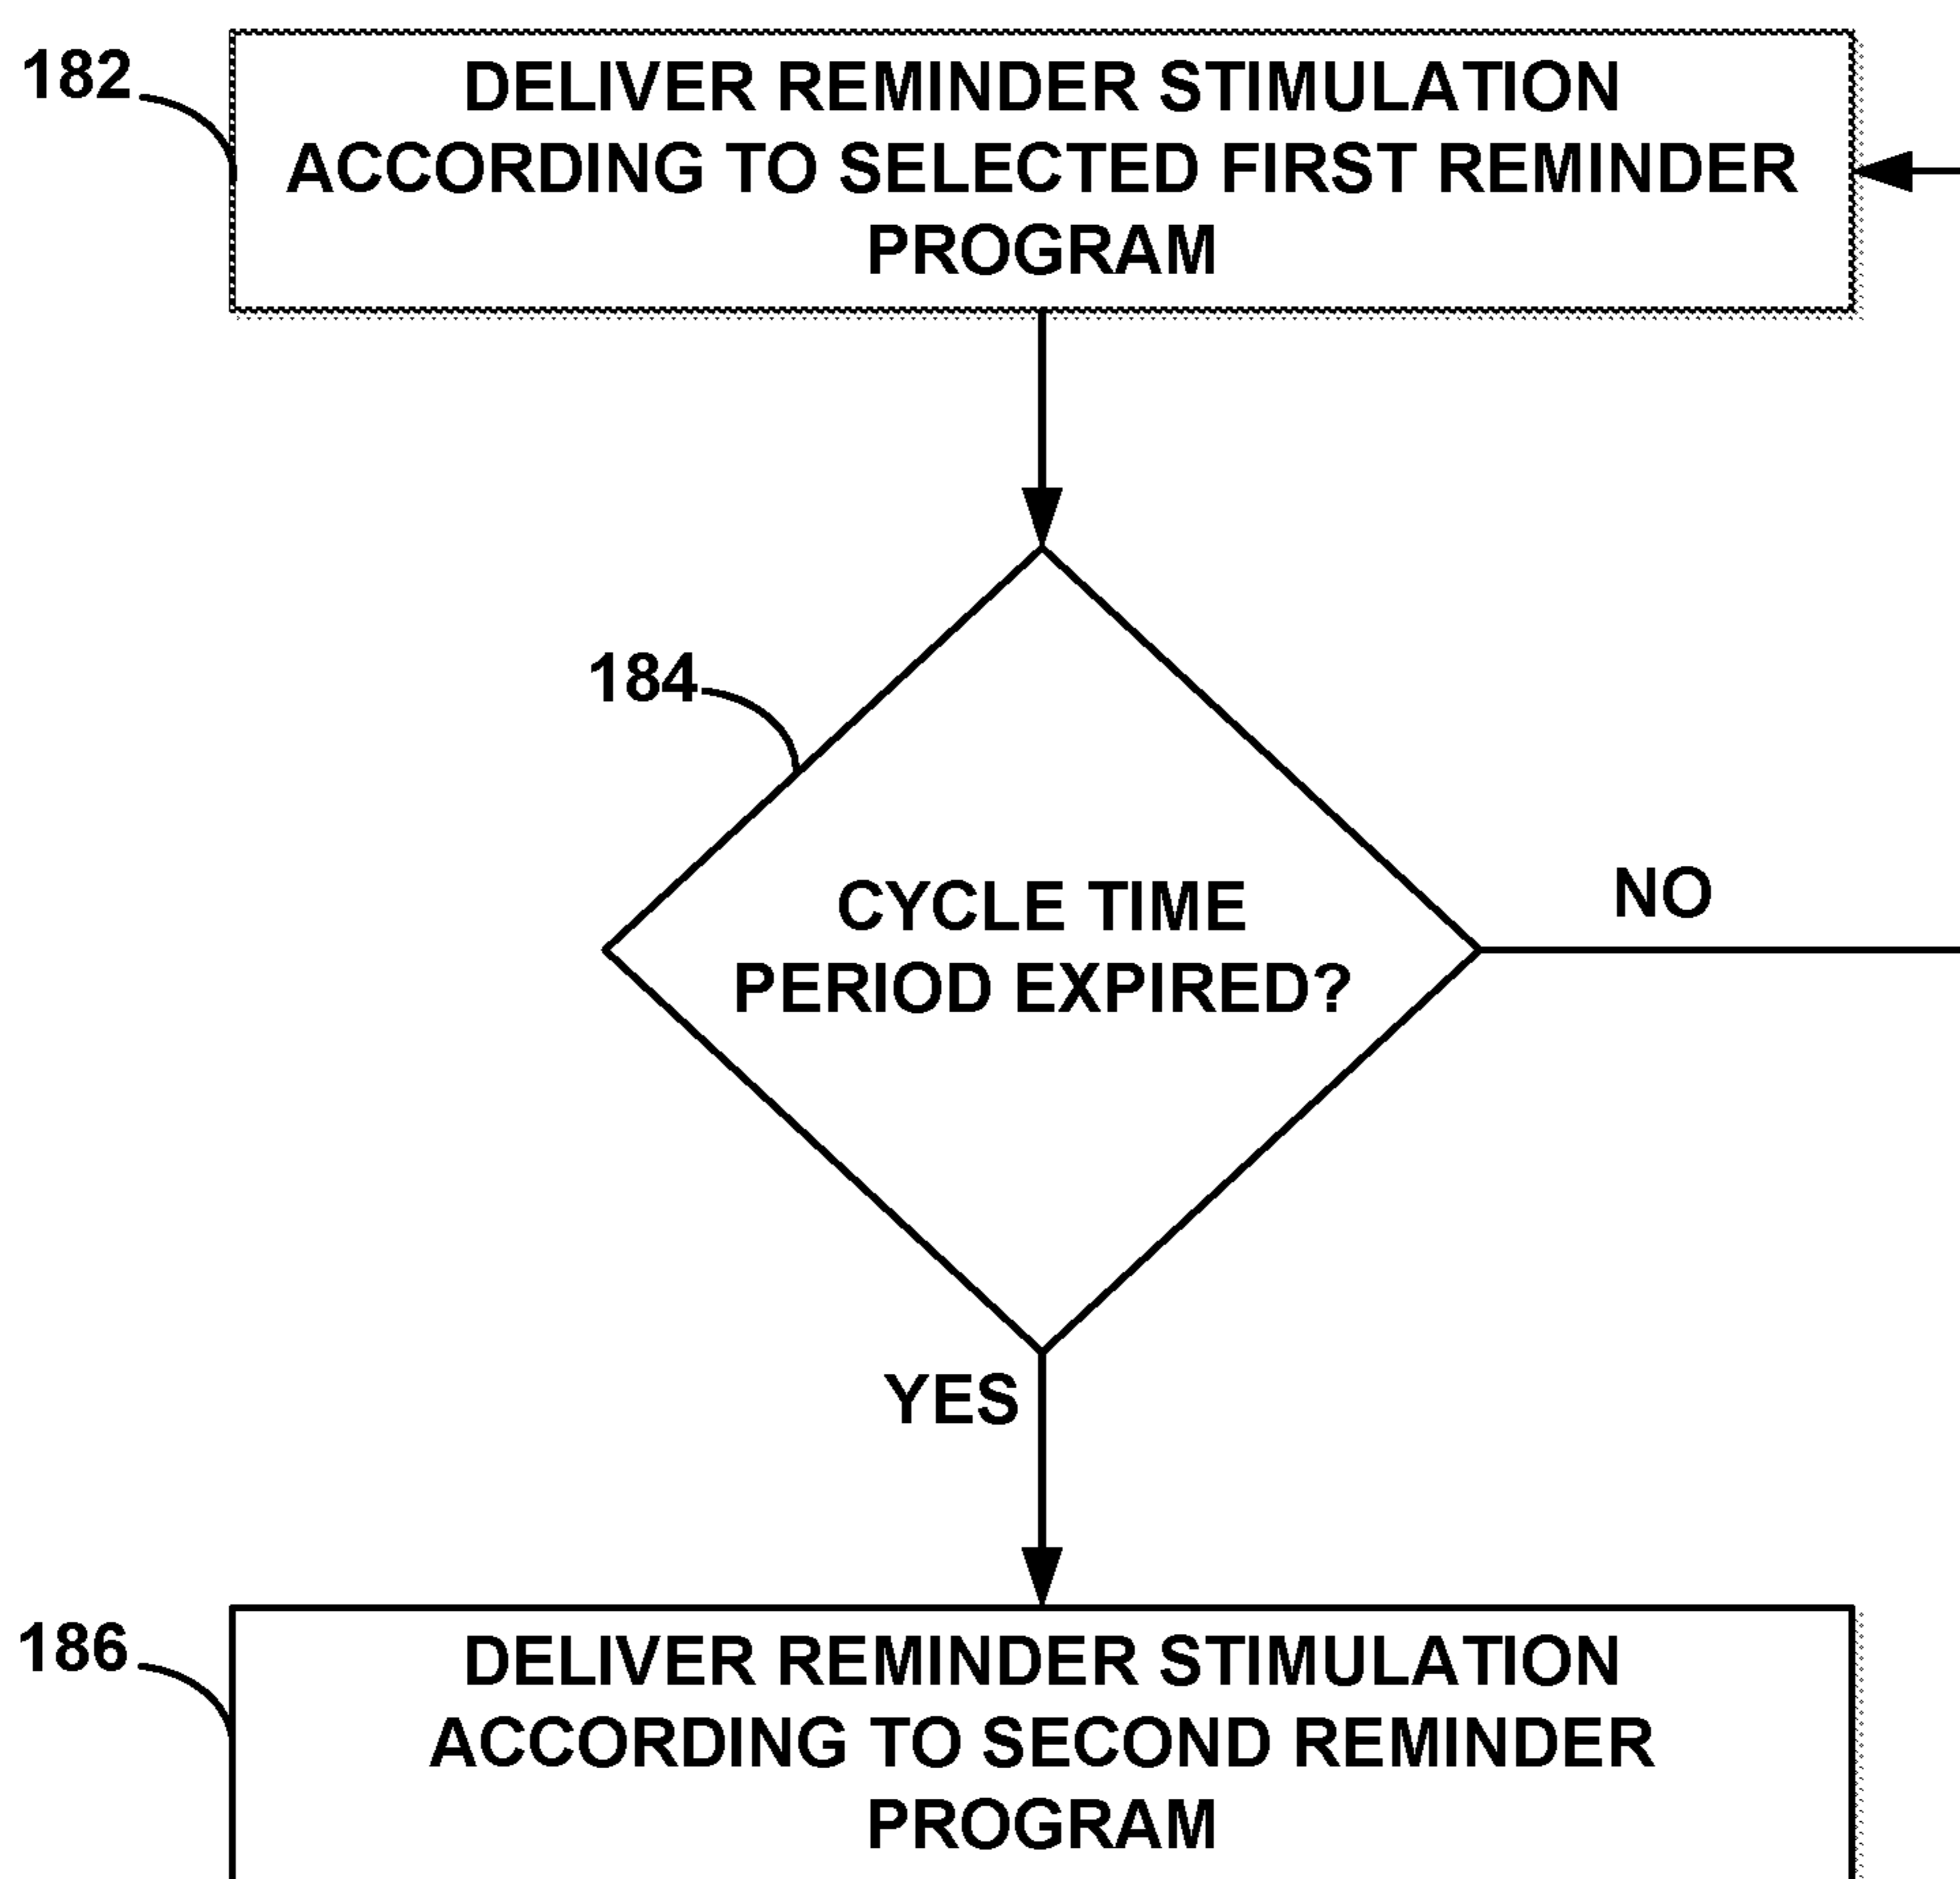 182
DELIVER REMINDER STIMULATION
ACCORDING TO SELECTED FIRST REMINDER
PROGRAM
184
CYCLE TIME
PERIOD EXPIRED?
NO
YES
186
DELIVER REMINDER STIMULATION
ACCORDING TO SECOND REMINDER
PROGRAM